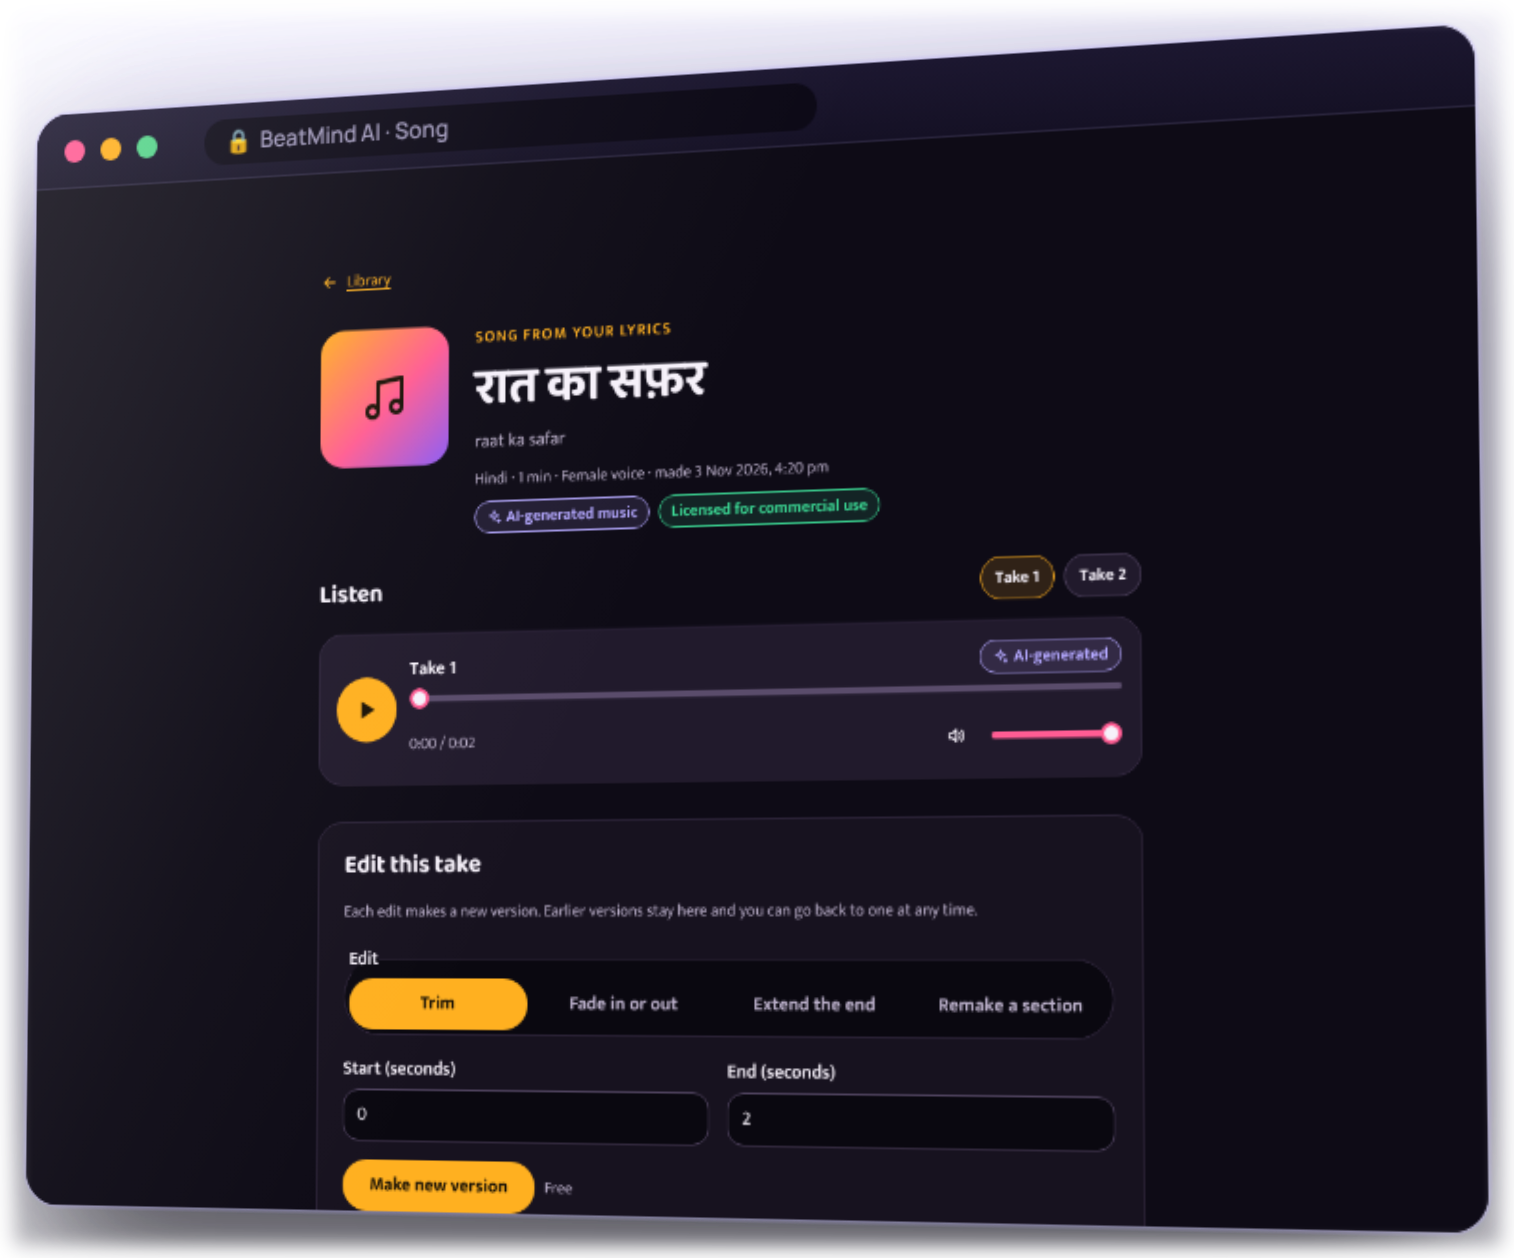 BeatMind AI · Song
← Library
SONG FROM YOUR LYRICS
रात का सफ़र
raat ka safar
Hindi · 1 min · Female voice · made 3 Nov 2026, 4:20 pm
AI-generated music
Licensed for commercial use
Listen
Take 1
Take 2
Take 1
AI-generated
0:00 / 0:02
Edit this take
Each edit makes a new version. Earlier versions stay here and you can go back to one at any time.
Edit
Trim
Fade in or out
Extend the end
Remake a section
Start (seconds)
End (seconds)
0
2
Make new version
Free